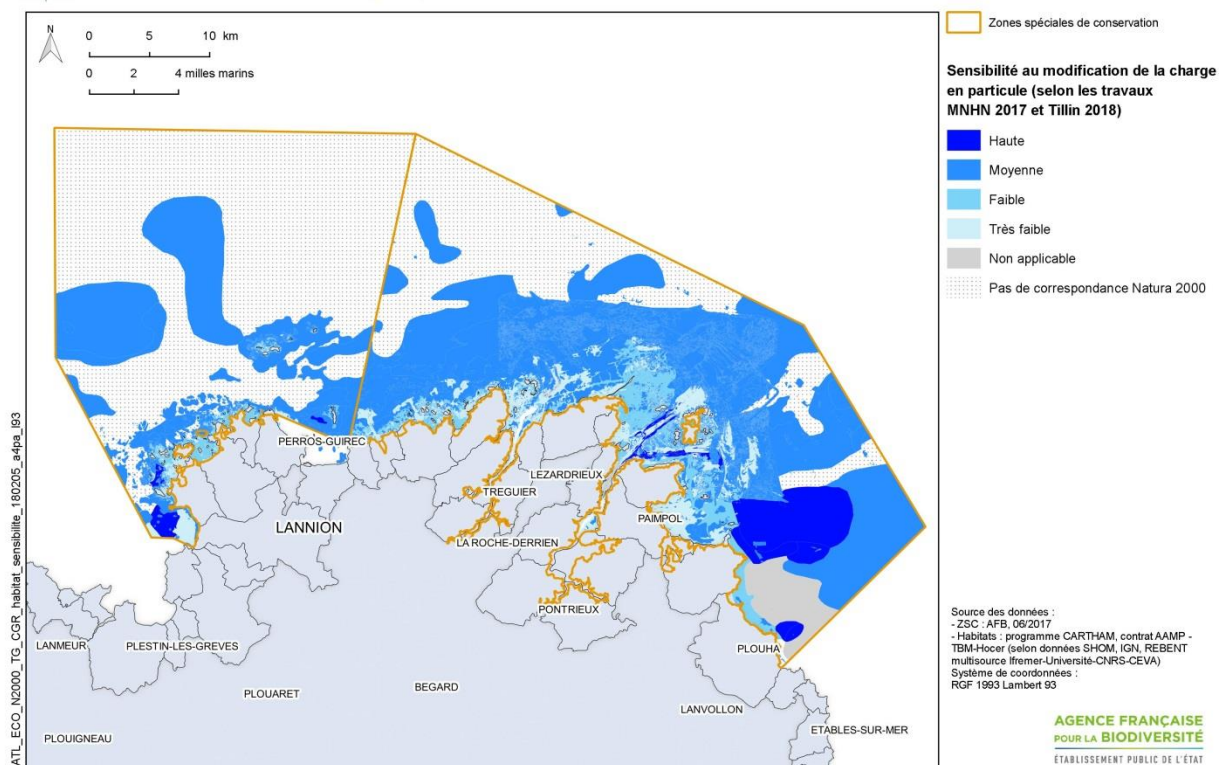 N
0 5 10 km
0 2 4 milles marins
Zones spéciales de conservation
Sensibilité au modification de la charge
en particule (selon les travaux
MNHN 2017 et Tillin 2018)
Haute
Moyenne
Faible
Très faible
Non applicable
Pas de correspondance Natura 2000
PERROS-GUIREC
LEZARDRIEUX
TREGUIER
LANNION
PAIMPOL
LA ROCHE-DERRIEN
PONTRIEUX
LANMEUR
PLESTIN-LES-GREVES
PLOUHA
PLOUARET
BEGARD
LANVOLLON
ETABLES-SUR-MER
PLOUIGNEAU
ATL_ECO_N2000_TG_CGR_habitat_sensibilite_180205_a4pa_l93
Source des données :
- ZSC : AFB, 06/2017
- Habitats : programme CARTHAM, contrat AAMP -
TBM-Hocer (selon données SHOM, IGN, REBENT
multisource Ifremer-Université-CNRS-CEVA)
Système de coordonnées :
RGF 1993 Lambert 93
AGENCE FRANÇAISE
POUR LA BIODIVERSITÉ
ÉTABLISSEMENT PUBLIC DE L'ÉTAT